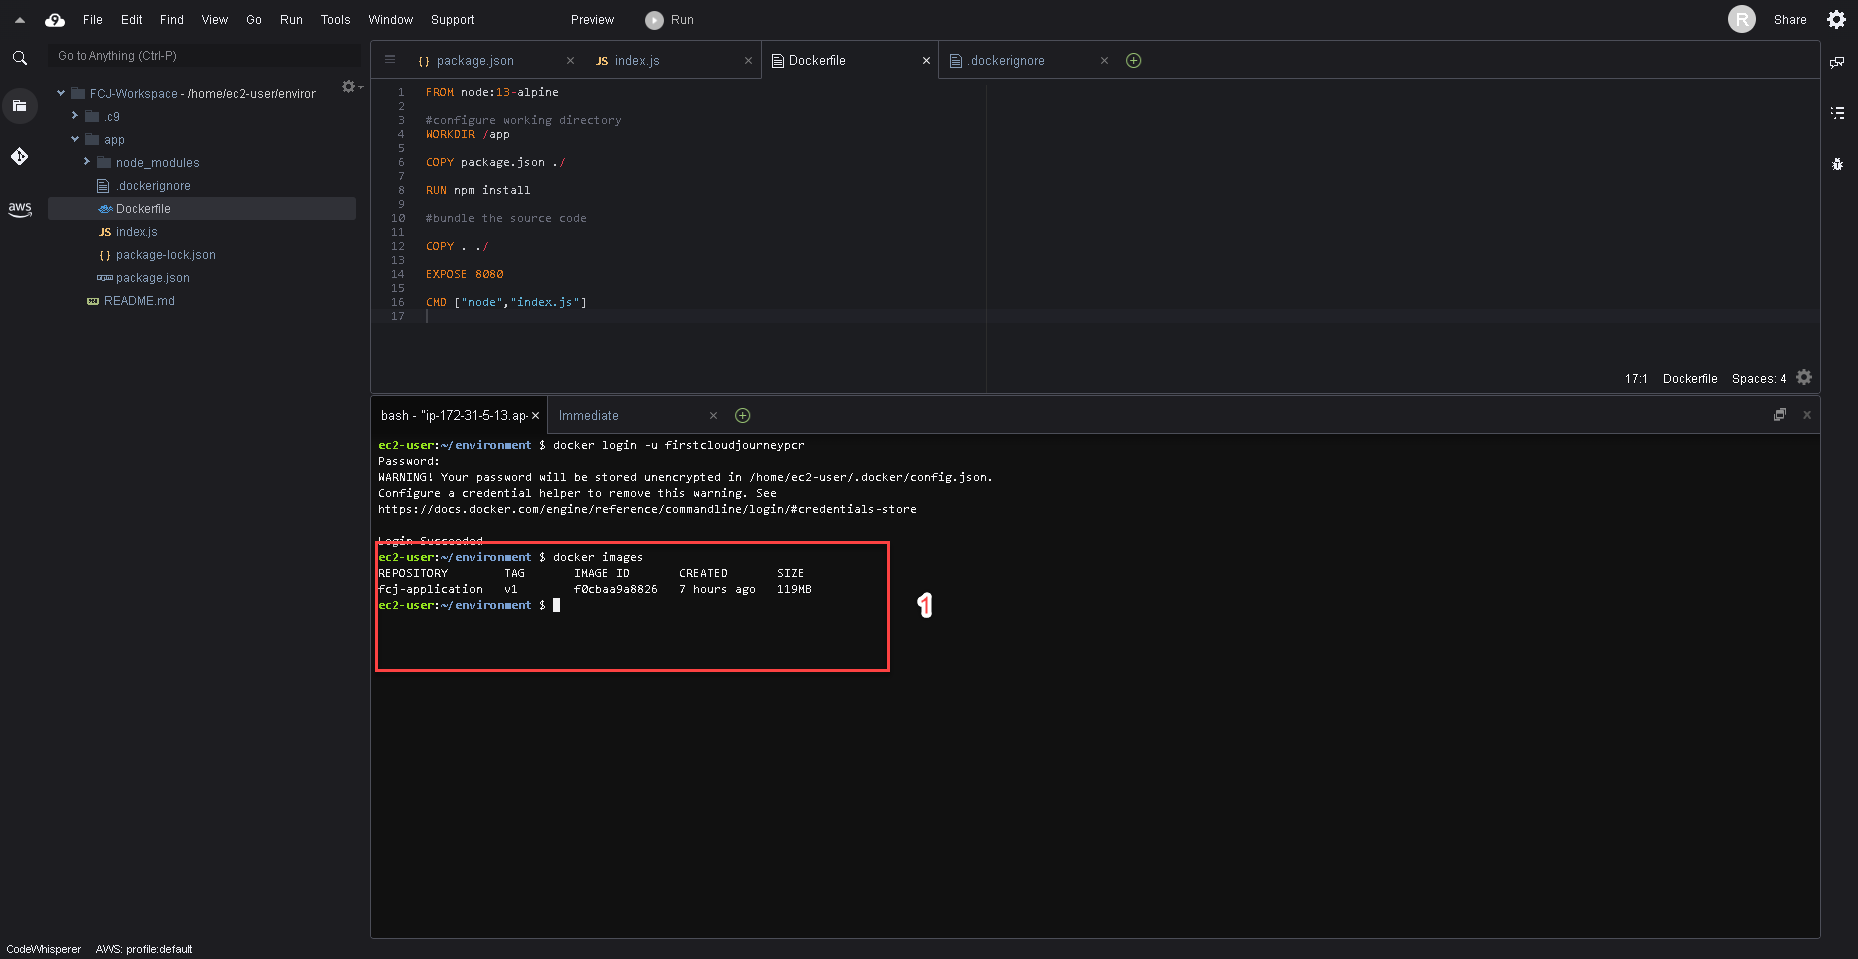 File Edit Find View Go Run Tools Window Support Preview Run R Share
Go to Anything (Ctrl-P)
FCJ-Workspace - /home/ec2-user/enviror
.c9
app
node_modules
.dockerignore
Dockerfile
JS index.js
{ } package-lock.json
package.json
README.md
aws
{ } package.json
JS index.js
Dockerfile
.dockerignore
1 FROM node:13-alpine
2
3 #configure working directory
4 WORKDIR /app
5
6 COPY package.json ./
7
8 RUN npm install
9
10 #bundle the source code
11
12 COPY . ./
13
14 EXPOSE 8080
15
16 CMD ["node","index.js"]
17
17:1 Dockerfile Spaces: 4
bash - "ip-172-31-5-13.ap-
Immediate
ec2-user:~/environment $ docker login -u firstcloudjourneypcr
Password:
WARNING! Your password will be stored unencrypted in /home/ec2-user/.docker/config.json.
Configure a credential helper to remove this warning. See
https://docs.docker.com/engine/reference/commandline/login/#credentials-store
Login Succeeded
ec2-user:~/environment $ docker images
REPOSITORY TAG IMAGE ID CREATED SIZE
fcj-application v1 f0cbaa9a8826 7 hours ago 119MB
ec2-user:~/environment $
1
CodeWhisperer AWS: profile:default